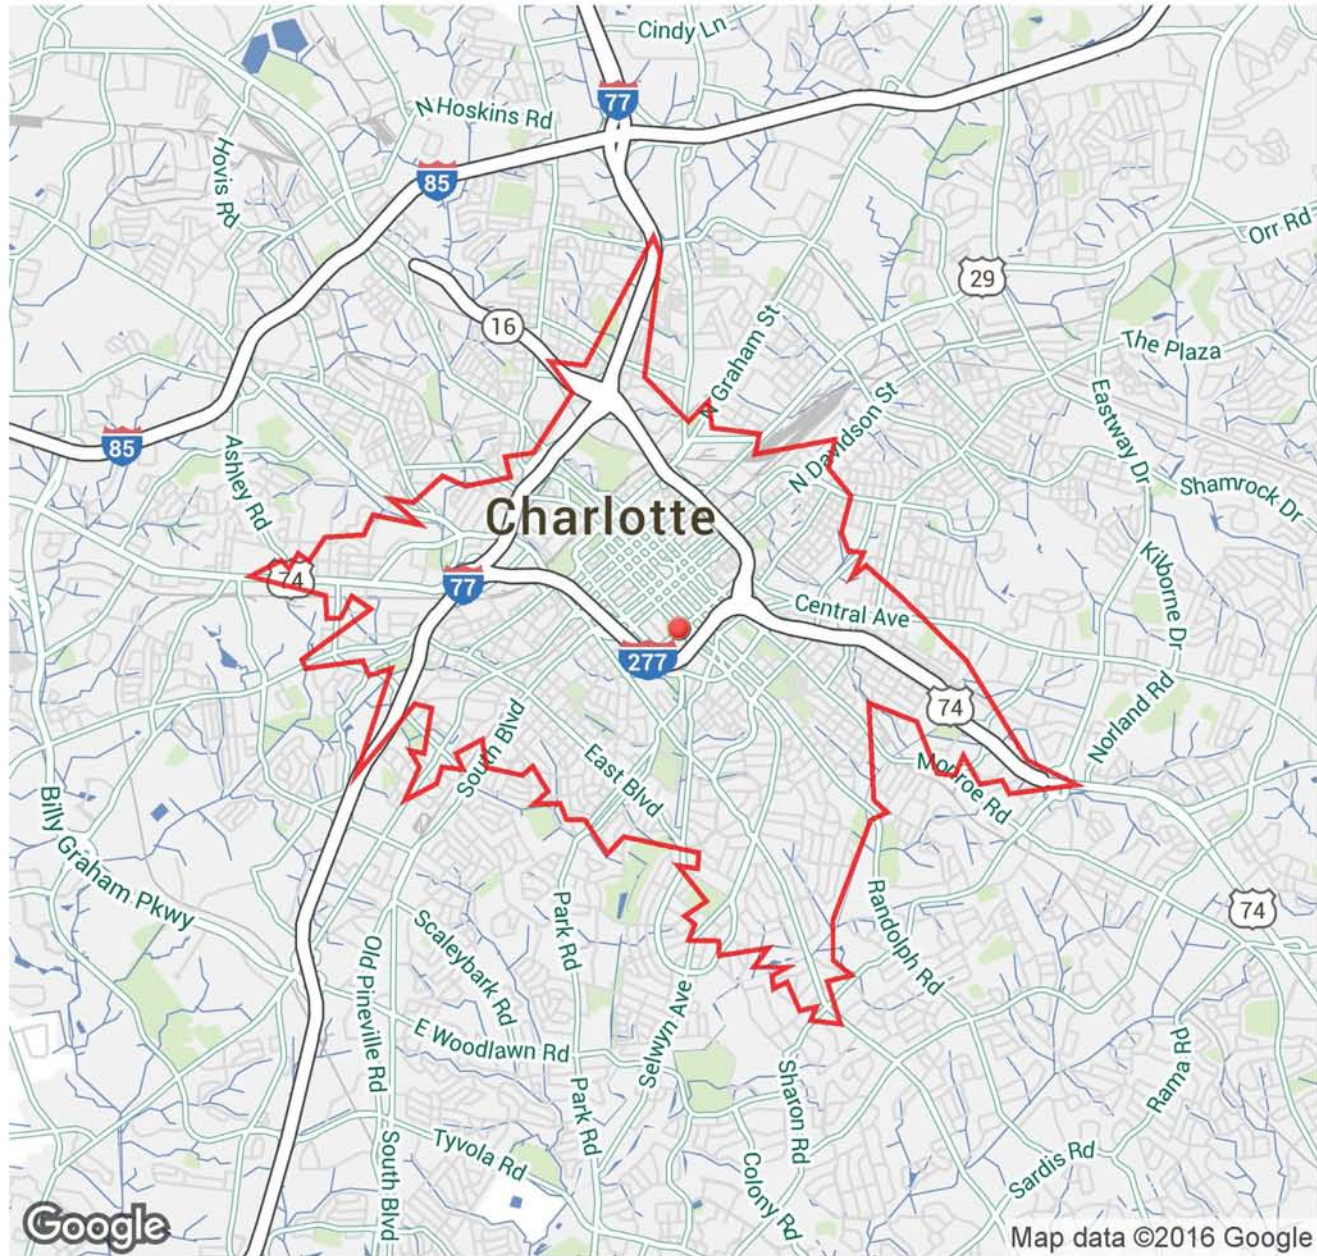 Cindy Ln
77
N Hoskins Rd
85
Hovis Rd
Orr Rd
29
16
The Plaza
N Graham St
Eastway Dr
N Davidson St
85
Ashley Rd
Shamrock Dr
Charlotte
74
77
Kilborne Dr
Central Ave
277
74
Norland Rd
South Blvd
East Blvd
Monroe Rd
Billy Graham Pkwy
Park Rd
Randolph Rd
74
Scaleybark Rd
Old Pineville Rd
Selwyn Ave
E Woodlawn Rd
Rama Rd
Park Rd
Sharon Rd
Tyvola Rd
South Blvd
Colony Rd
Sardis Rd
Google
Map data ©2016 Google